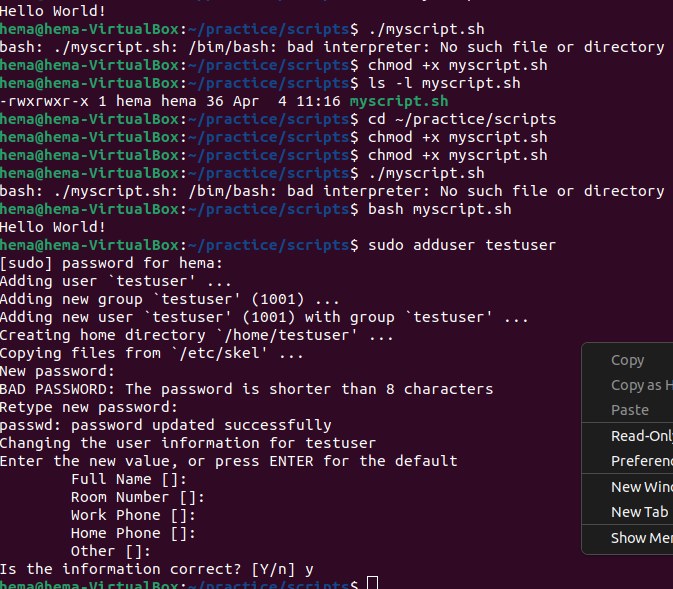 Hello World!
hema@hema-VirtualBox:~/practice/scripts$ ./myscript.sh
bash: ./myscript.sh: /bim/bash: bad interpreter: No such file or directory
hema@hema-VirtualBox:~/practice/scripts$ chmod +x myscript.sh
hema@hema-VirtualBox:~/practice/scripts$ ls -l myscript.sh
-rwxrwxr-x 1 hema hema 36 Apr  4 11:16 myscript.sh
hema@hema-VirtualBox:~/practice/scripts$ cd ~/practice/scripts
hema@hema-VirtualBox:~/practice/scripts$ chmod +x myscript.sh
hema@hema-VirtualBox:~/practice/scripts$ chmod +x myscript.sh
hema@hema-VirtualBox:~/practice/scripts$ ./myscript.sh
bash: ./myscript.sh: /bim/bash: bad interpreter: No such file or directory
hema@hema-VirtualBox:~/practice/scripts$ bash myscript.sh
Hello World!
hema@hema-VirtualBox:~/practice/scripts$ sudo adduser testuser
[sudo] password for hema:
Adding user `testuser' ...
Adding new group `testuser' (1001) ...
Adding new user `testuser' (1001) with group `testuser' ...
Creating home directory `/home/testuser' ...
Copying files from `/etc/skel' ...
New password:
BAD PASSWORD: The password is shorter than 8 characters
Retype new password:
passwd: password updated successfully
Changing the user information for testuser
Enter the new value, or press ENTER for the default
        Full Name []:
        Room Number []:
        Work Phone []:
        Home Phone []:
        Other []:
Is the information correct? [Y/n] y
hema@hema-VirtualBox:~/practice/scripts$
Copy
Copy as H
Paste
Read-Onl
Preferenc
New Wind
New Tab
Show Men